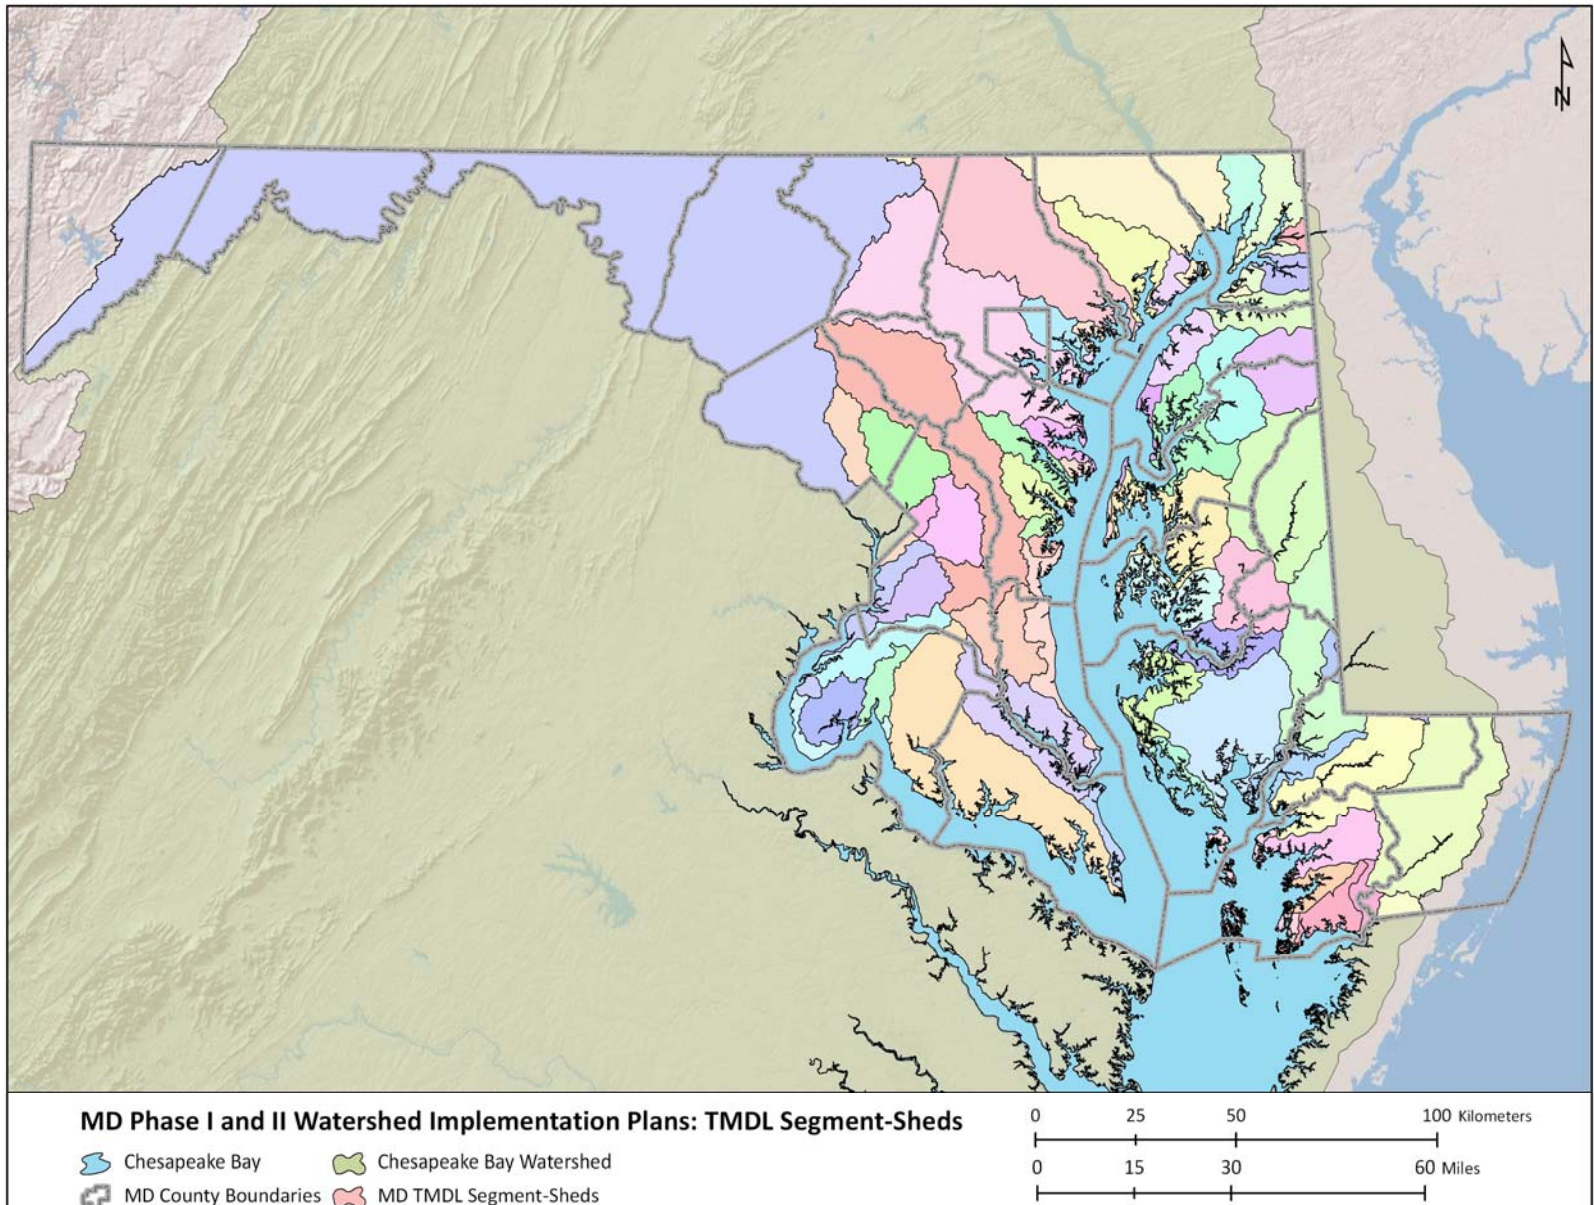 N
MD Phase I and II Watershed Implementation Plans: TMDL Segment-Sheds
Chesapeake Bay
Chesapeake Bay Watershed
MD County Boundaries
MD TMDL Segment-Sheds
0 25 50 100 Kilometers
0 15 30 60 Miles